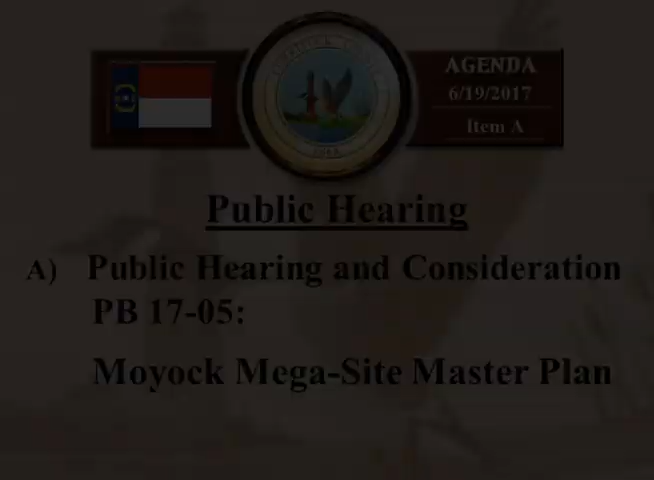 AGENDA
6/19/2017
Item A
Public Hearing
A) Public Hearing and Consideration
PB 17-05:
Moyock Mega-Site Master Plan